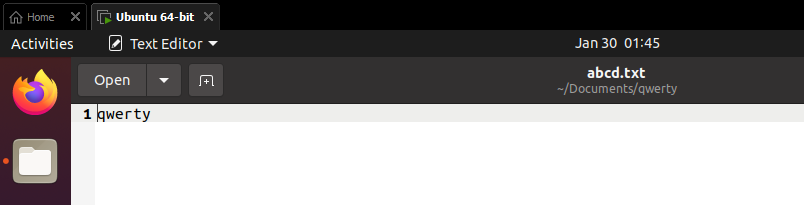 Home
Ubuntu 64-bit
Activities Text Editor Jan 30 01:45
Open abcd.txt
~/Documents/qwerty
1 qwerty